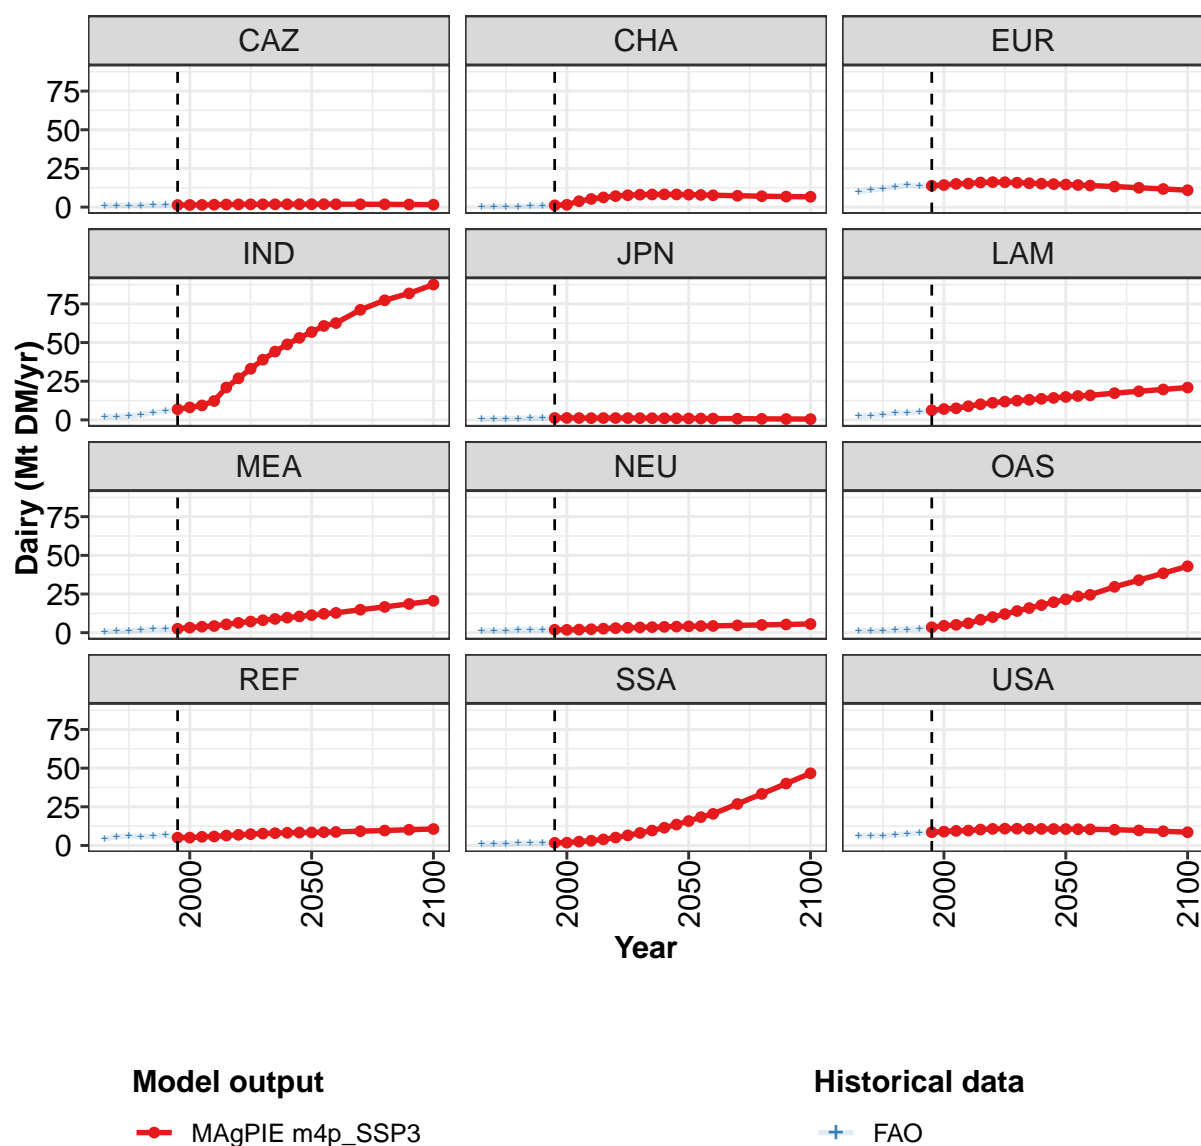 CAZ CHA EUR
75
50
25
0
IND JPN LAM
75
50
25
0
MEA NEU OAS
75
50
25
0
REF SSA USA
75
50
25
0
Dairy (Mt DM/yr)
2000 2050 2100 2000 2050 2100 2000 2050 2100
Year
Model output Historical data
MAgPIE m4p_SSP3 FAO